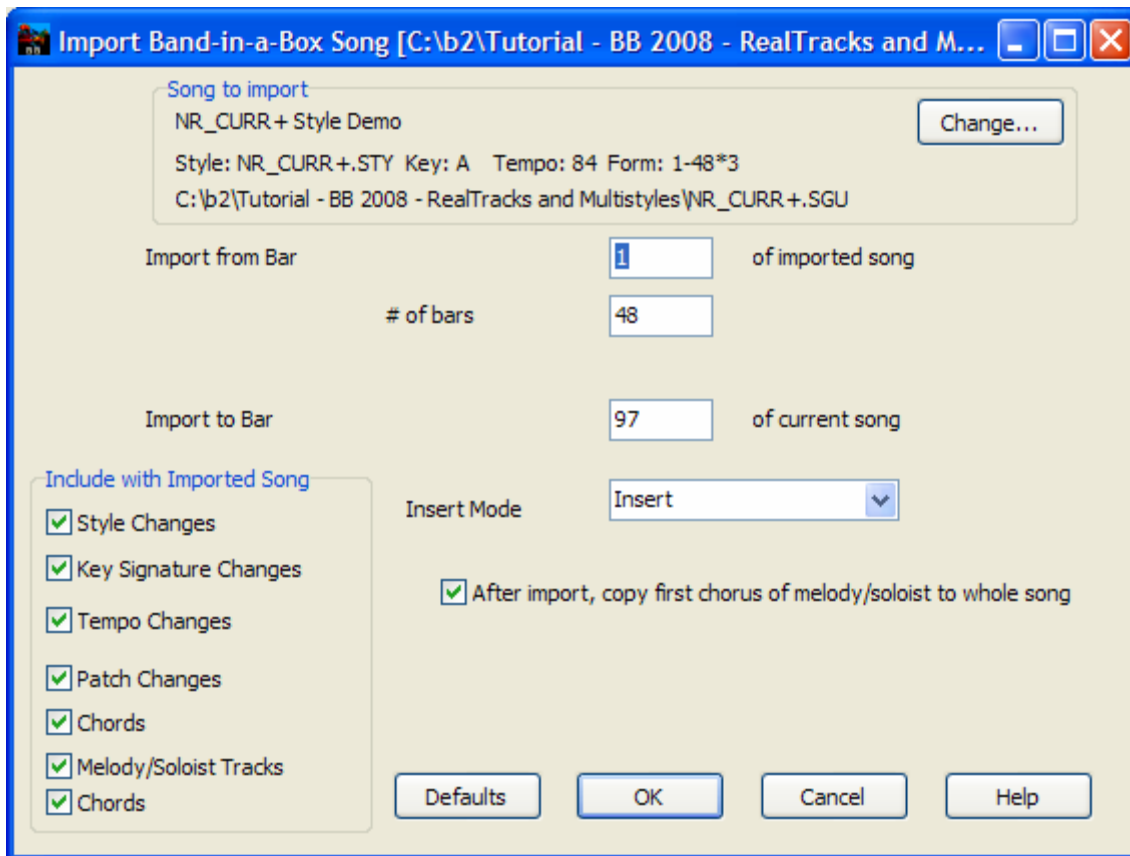 Import Band-in-a-Box Song [C:\b2\Tutorial - BB 2008 - RealTracks and M...
Song to import
NR_CURR+ Style Demo
Change...
Style: NR_CURR+.STY Key: A Tempo: 84 Form: 1-48*3
C:\b2\Tutorial - BB 2008 - RealTracks and Multistyles\NR_CURR+.SGU
Import from Bar 1 of imported song
# of bars 48
Import to Bar 97 of current song
Include with Imported Song
Style Changes
Key Signature Changes
Tempo Changes
Patch Changes
Chords
Melody/Soloist Tracks
Chords
Insert Mode Insert
After import, copy first chorus of melody/soloist to whole song
Defaults OK Cancel Help